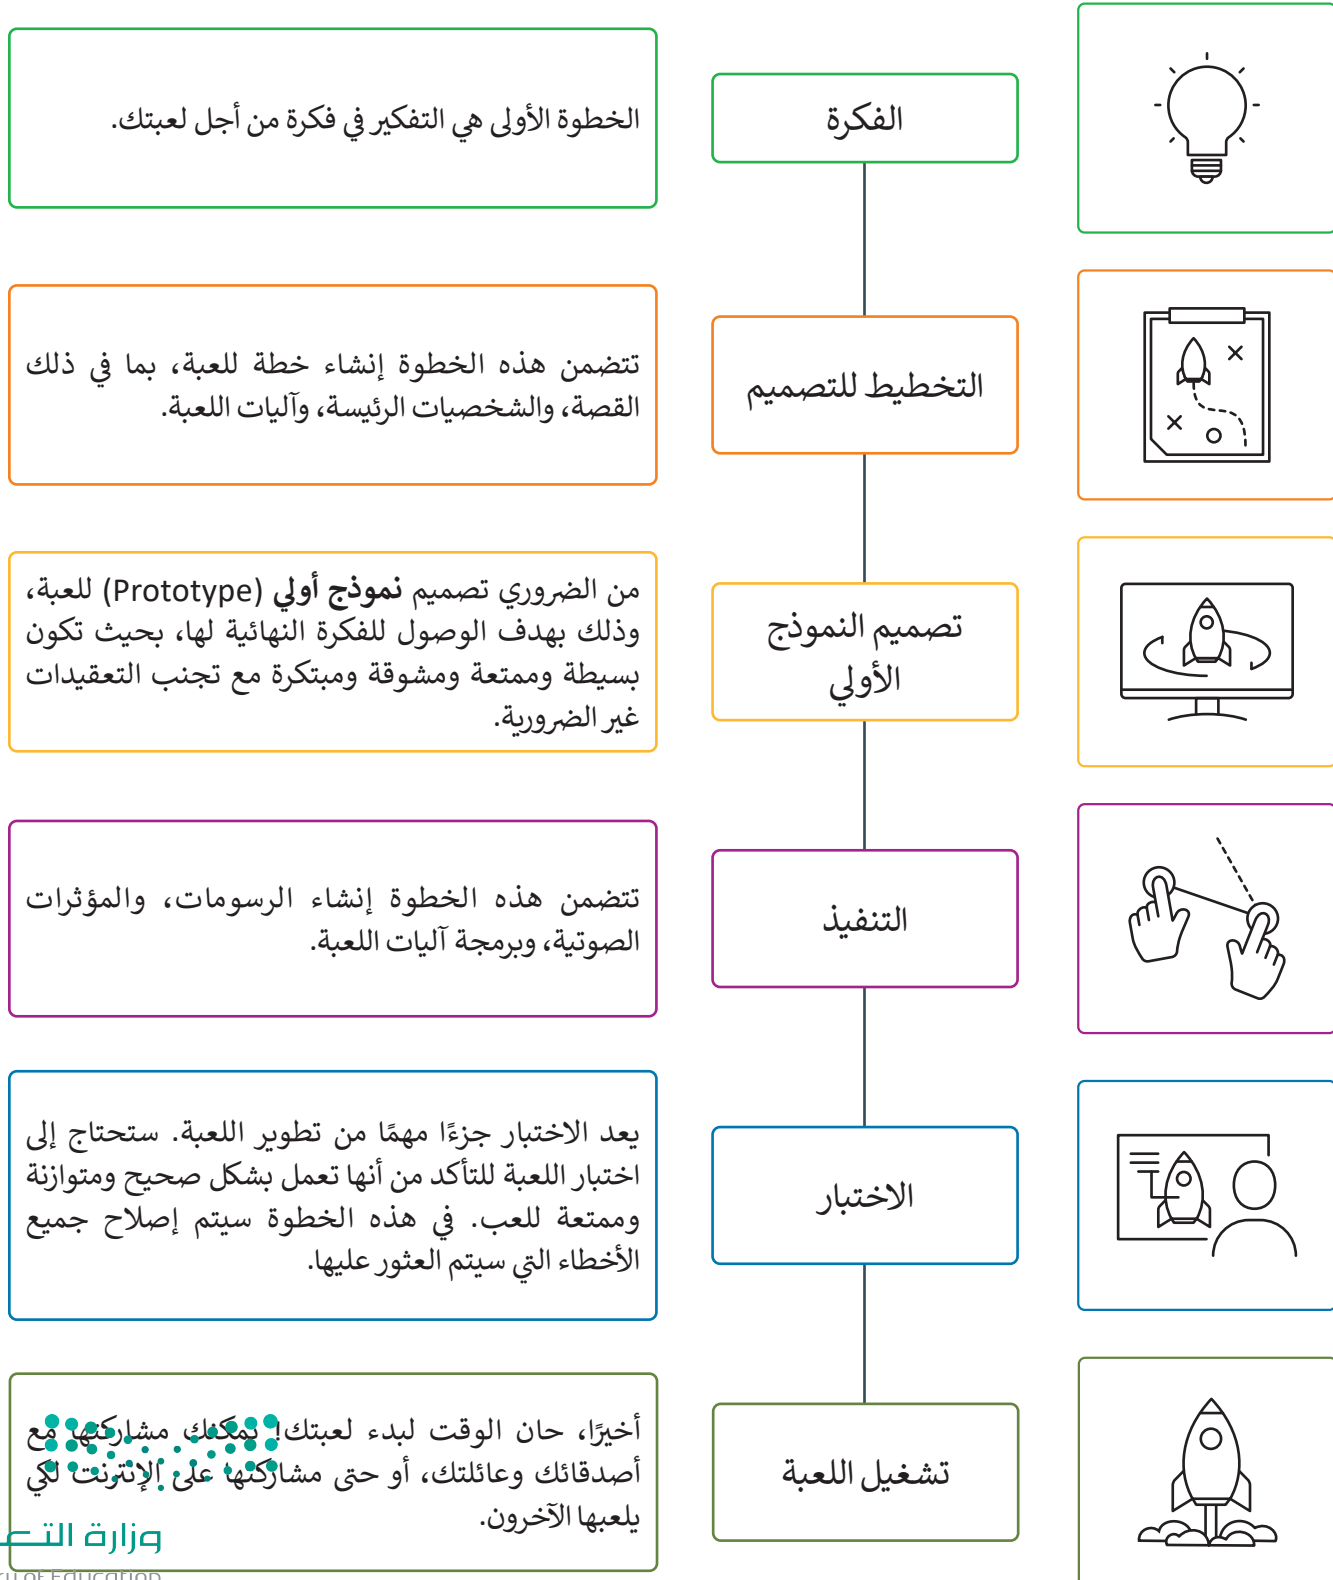 الفكرة
الخطوة الأولى هي التفكير في فكرة من أجل لعبتك.
التخطيط للتصميم
تتضمن هذه الخطوة إنشاء خطة للعبة، بما في ذلك
القصة، والشخصيات الرئيسة، وآليات اللعبة.
تصميم النموذج
الأولي
من الضروري تصميم نموذج أولي (Prototype) للعبة،
وذلك بهدف الوصول للفكرة النهائية لها، بحيث تكون
بسيطة وممتعة ومشوقة ومبتكرة مع تجنب التعقيدات
غير الضرورية.
التنفيذ
تتضمن هذه الخطوة إنشاء الرسومات، والمؤثرات
الصوتية، وبرمجة آليات اللعبة.
الاختبار
يعد الاختبار جزءًا مهمًا من تطوير اللعبة. ستحتاج إلى
اختبار اللعبة للتأكد من أنها تعمل بشكل صحيح ومتوازنة
وممتعة للعب. في هذه الخطوة سيتم إصلاح جميع
الأخطاء التي سيتم العثور عليها.
تشغيل اللعبة
أخيرًا، حان الوقت لبدء لعبتك! يمكنك مشاركتها مع
أصدقائك وعائلتك، أو حتى مشاركتها على الإنترنت لكي
يلعبها الآخرون.
وزارة
of Education